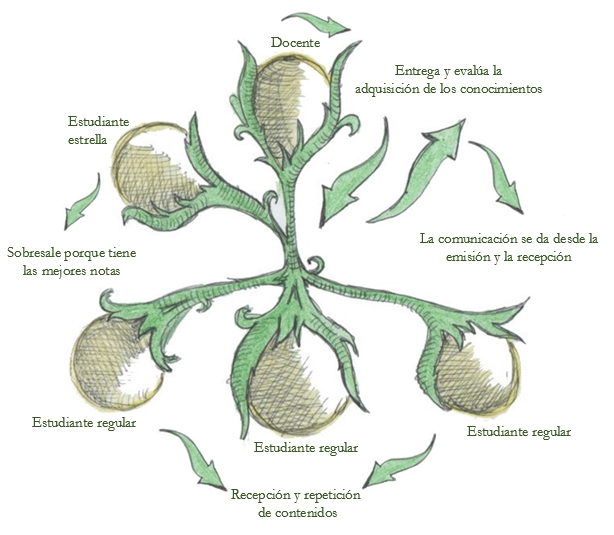 Docente
Entrega y evalúa la
adquisición de los conocimientos
Estudiante
estrella
Sobresale porque tiene
las mejores notas
La comunicación se da desde la
emisión y la recepción
Estudiante regular
Estudiante regular
Estudiante regular
Recepción y repetición
de contenidos